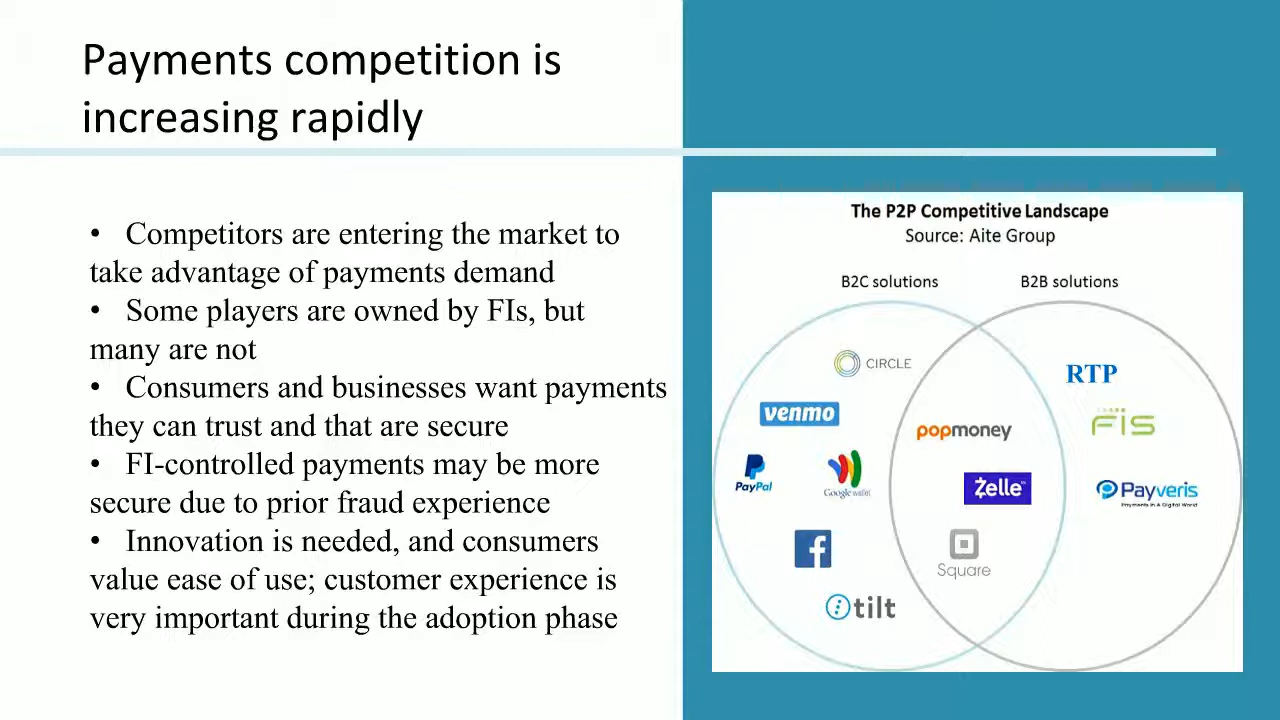 Payments competition is
increasing rapidly
• Competitors are entering the market to
take advantage of payments demand
• Some players are owned by FIs, but
many are not
• Consumers and businesses want payments
they can trust and that are secure
• FI-controlled payments may be more
secure due to prior fraud experience
• Innovation is needed, and consumers
value ease of use; customer experience is
very important during the adoption phase
The P2P Competitive Landscape
Source: Aite Group
B2C solutions
B2B solutions
CIRCLE
venmo
PayPal
Google wallet
f
tilt
popmoney
Zelle
Square
RTP
FIS
Payveris
Payments in A Digital World